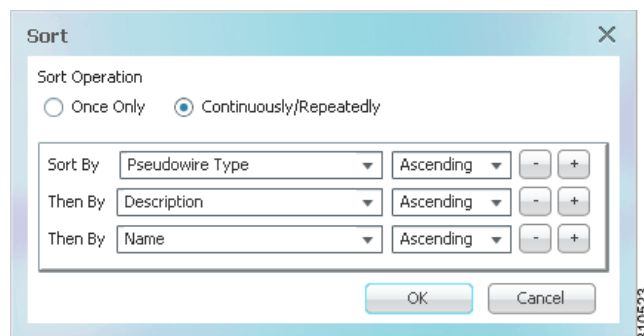 Sort
Sort Operation
Once Only Continuously/Repeatedly
Sort By Pseudowire Type Ascending - +
Then By Description Ascending - +
Then By Name Ascending - +
OK Cancel